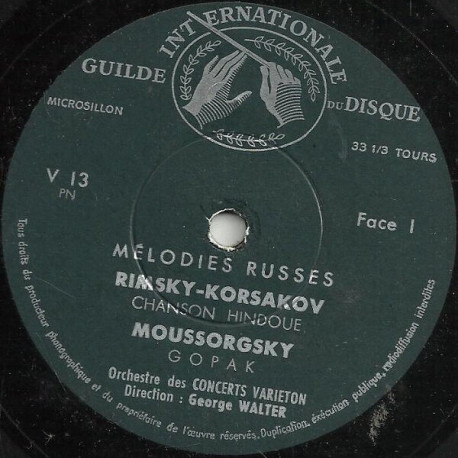 GUILDE INTERNATIONALE DU DISQUE
MICROSILLON
33 1/3 TOURS
V 13
PN
Face 1
MÉLODIES RUSSES
RIMSKY-KORSAKOV
CHANSON HINDOUE
MOUSSORGSKY
GOPAK
Orchestre des CONCERTS VARIETON
Direction : George WALTER
Tous droits du producteur phonographique et du propriétaire de l'œuvre réservés. Duplication, éxécution publique, radiodiffusion interdites